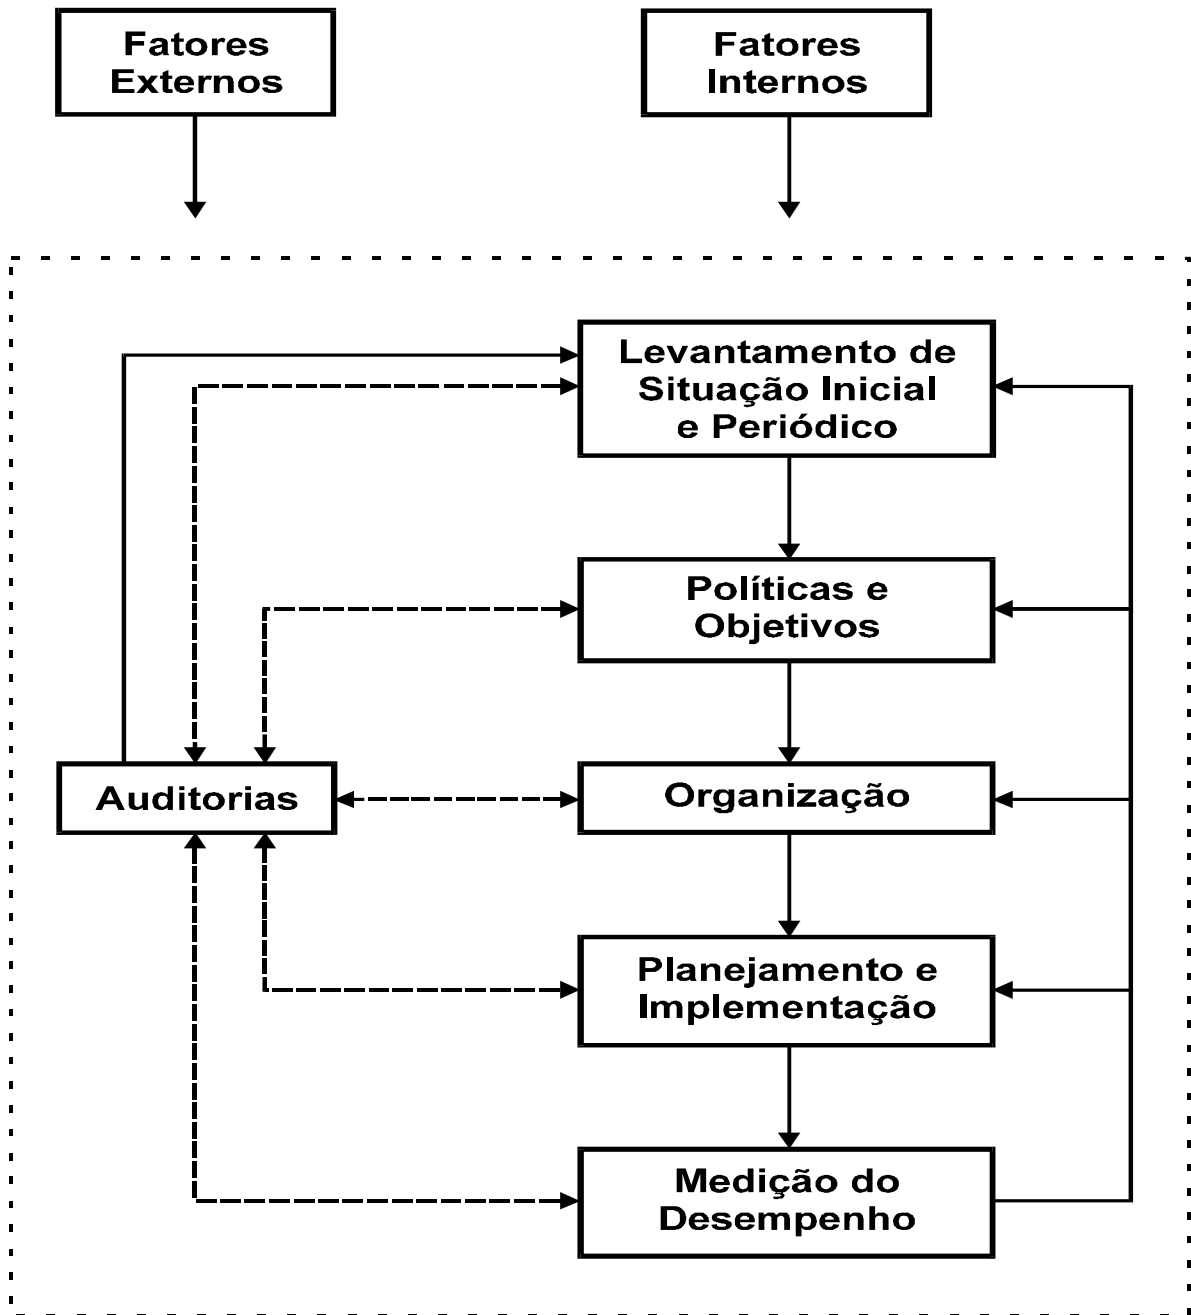 Fatores
Externos
Fatores
Internos
Levantamento de
Situação Inicial
e Periódico
Políticas e
Objetivos
Auditorias
Organização
Planejamento e
Implementação
Medição do
Desempenho